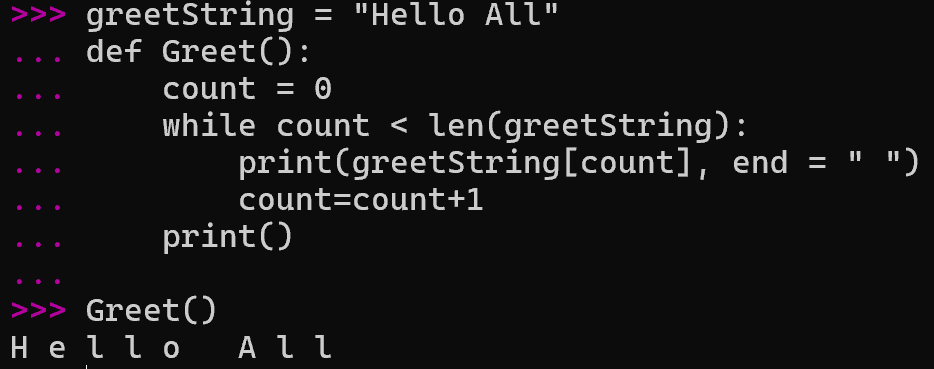 >>> greetString = "Hello All"
... def Greet():
...     count = 0
...     while count < len(greetString):
...         print(greetString[count], end = " ")
...         count=count+1
...     print()
...
>>> Greet()
H e l l o   A l l